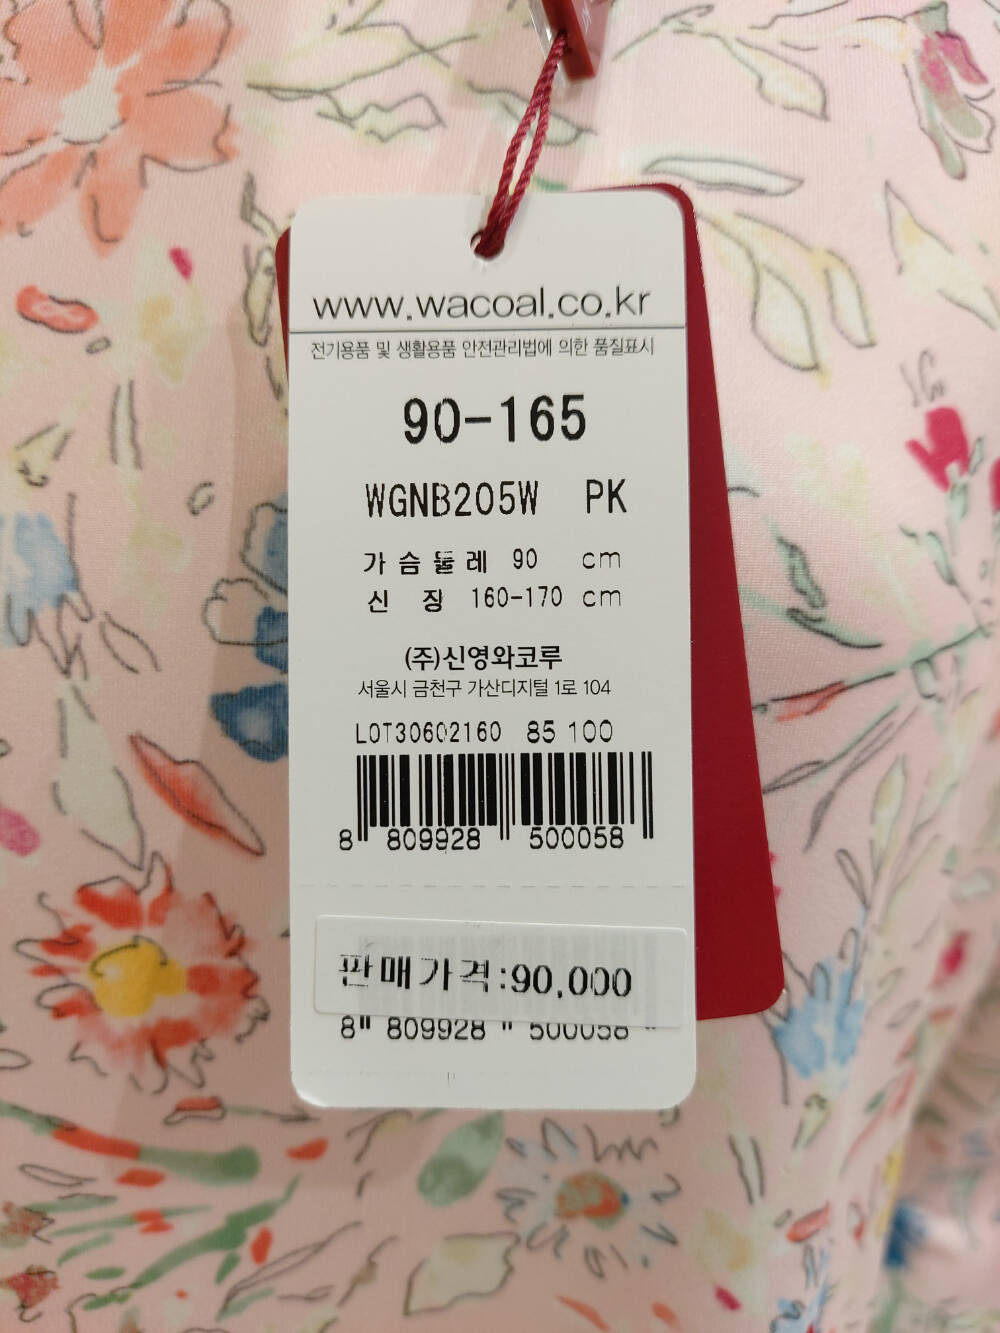 www.wacoal.co.kr
전기용품 및 생활용품 안전관리법에 의한 품질표시
90-165
WGNB205W PK
가슴둘레 90 cm
신 장 160-170 cm
(주)신영와코루
서울시 금천구 가산디지털 1로 104
LOT30602160 85 100
8 809928 500058
판매가격:90,000
8 809928 500058